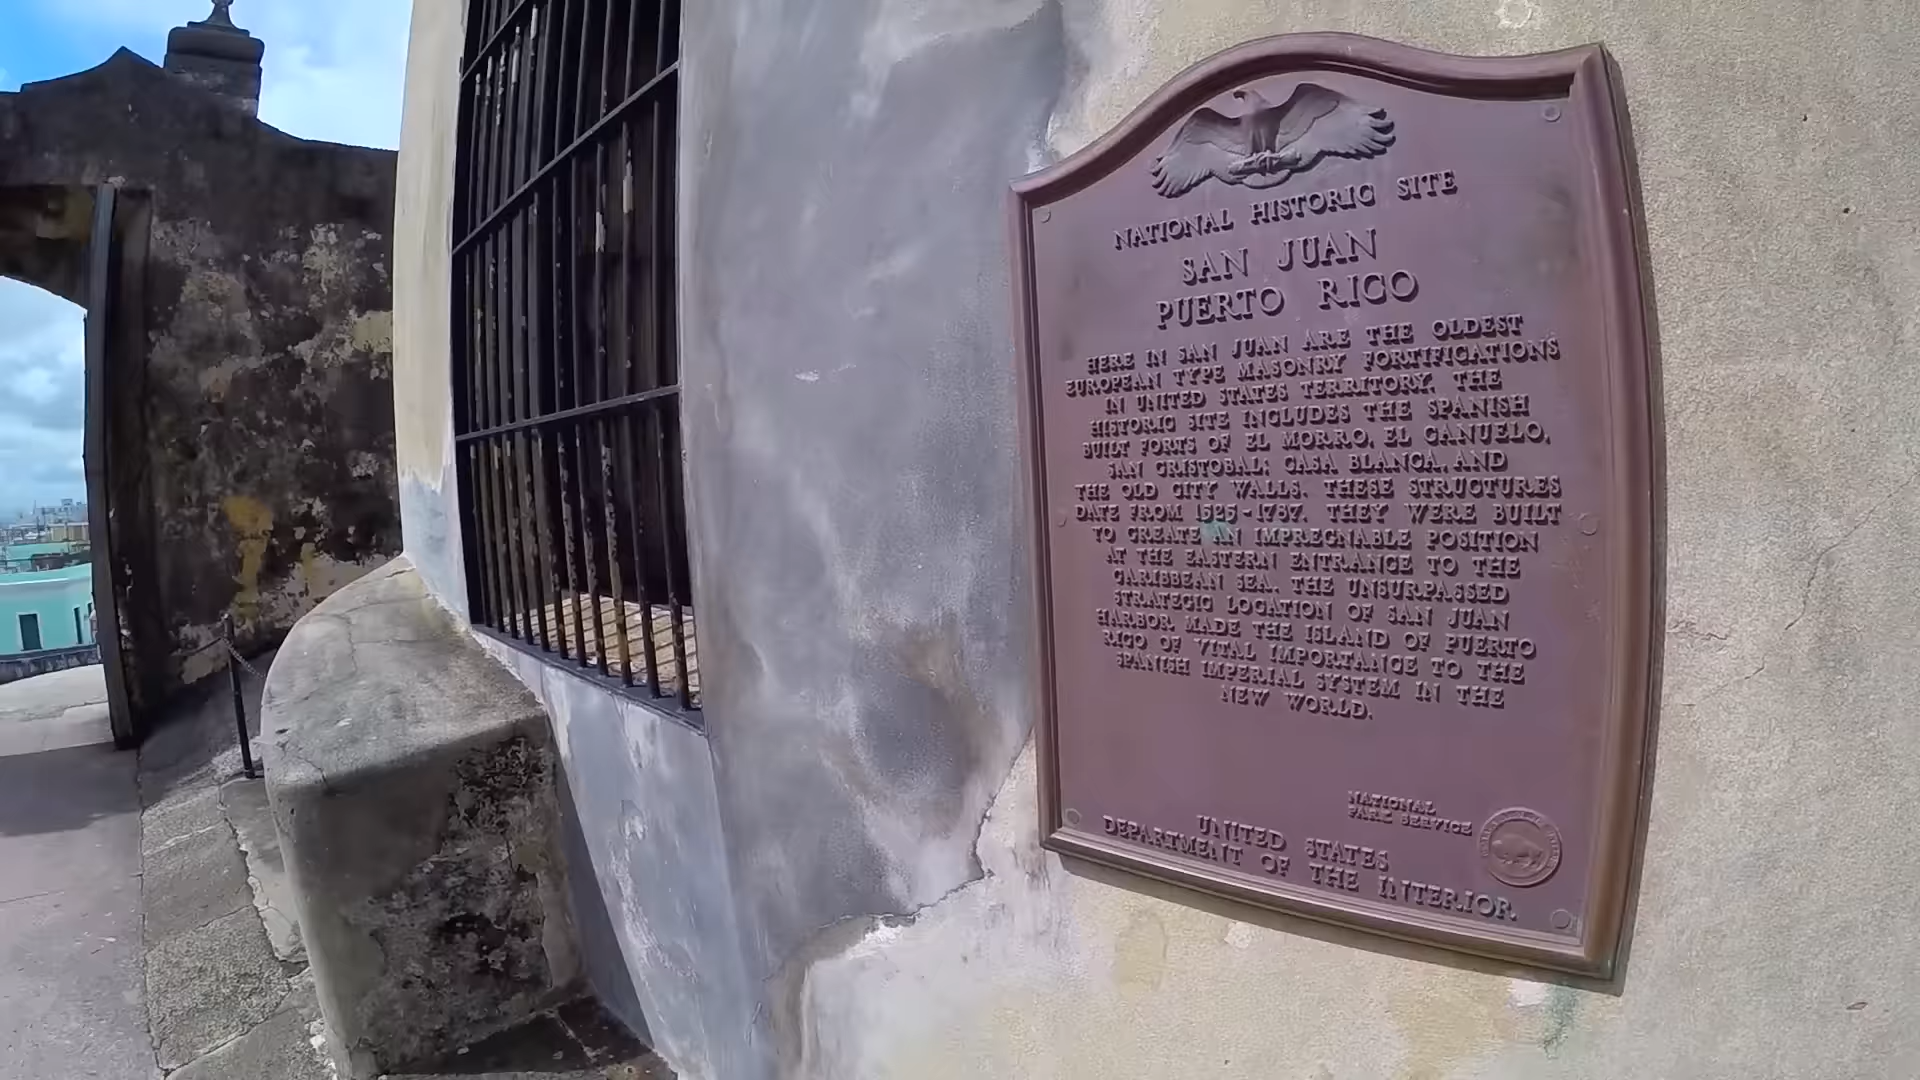 NATIONAL HISTORIC SITE
SAN JUAN
PUERTO RICO
HERE IN SAN JUAN ARE THE OLDEST
EUROPEAN TYPE MASONRY FORTIFICATIONS
IN UNITED STATES TERRITORY. THE
HISTORIC SITE INCLUDES THE SPANISH
BUILT FORTS OF EL MORRO, EL CANUELO,
SAN CRISTOBAL; CASA BLANCA, AND
THE OLD CITY WALLS. THESE STRUCTURES
DATE FROM 1525-1787. THEY WERE BUILT
TO CREATE AN IMPREGNABLE POSITION
AT THE EASTERN ENTRANCE TO THE
CARIBBEAN SEA. THE UNSURPASSED
STRATEGIC LOCATION OF SAN JUAN
HARBOR MADE THE ISLAND OF PUERTO
RICO OF VITAL IMPORTANCE TO THE
SPANISH IMPERIAL SYSTEM IN THE
NEW WORLD.
NATIONAL
PARK SERVICE
UNITED STATES
DEPARTMENT OF THE INTERIOR